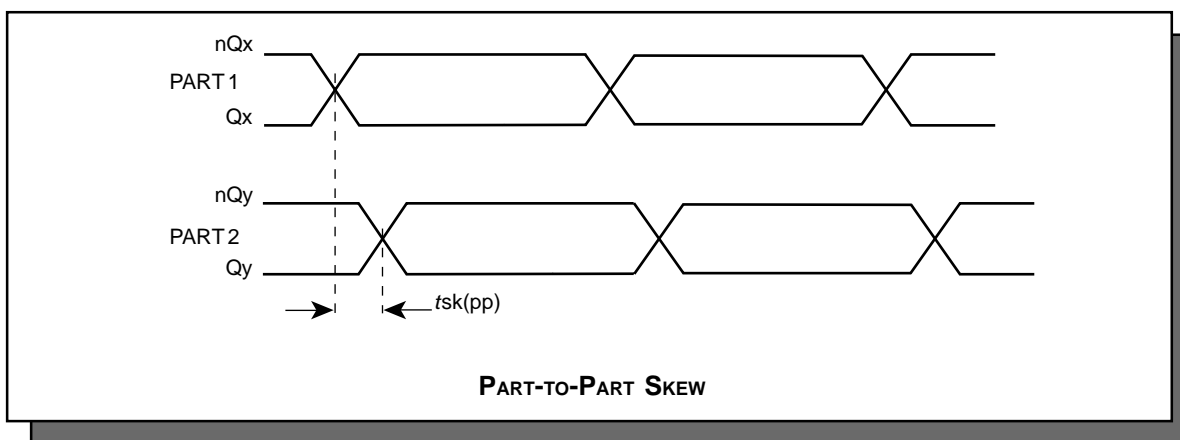 nQx
PART 1
Qx
nQy
PART 2
Qy
tsk(pp)
PART-TO-PART SKEW